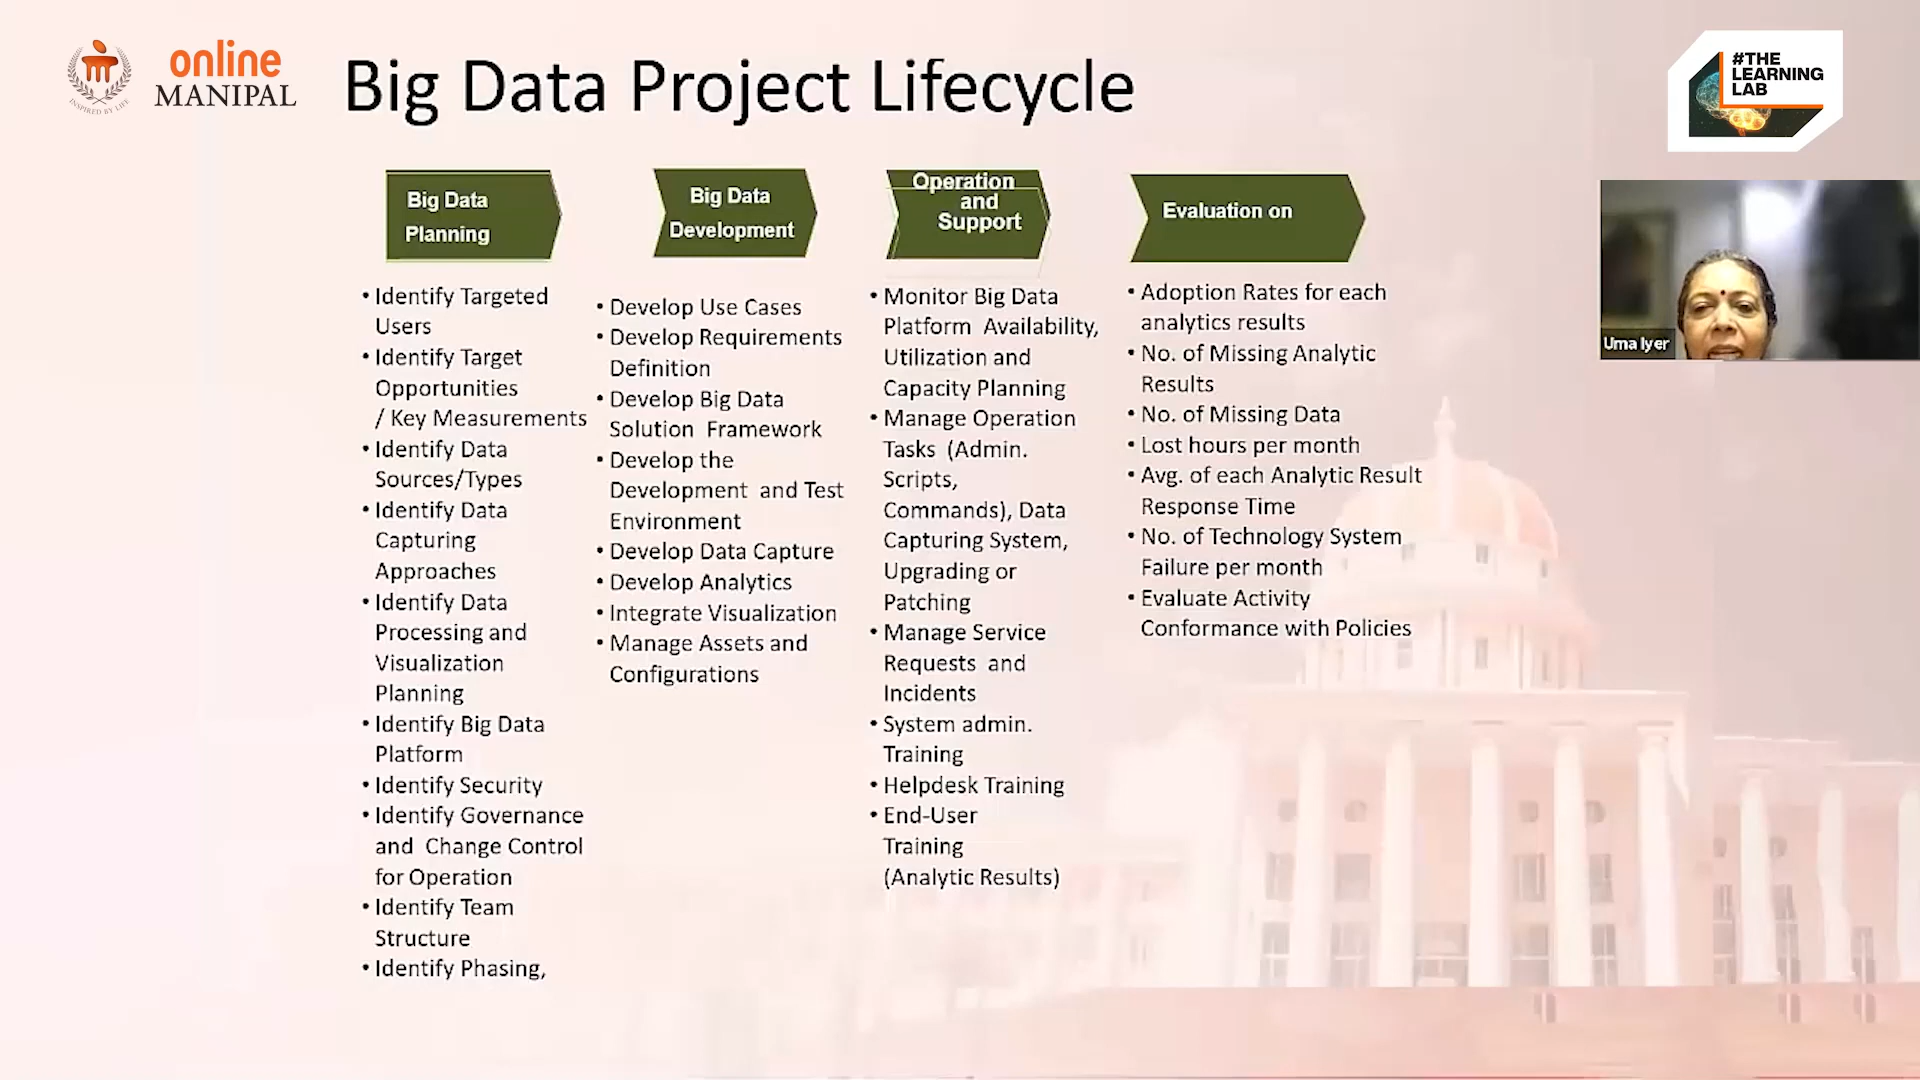 INSPIRED BY LIFE
online
MANIPAL
Big Data Project Lifecycle
#THE
LEARNING
LAB
Big Data
Planning
• Identify Targeted
Users
• Identify Target
Opportunities
/ Key Measurements
• Identify Data
Sources/Types
• Identify Data
Capturing
Approaches
• Identify Data
Processing and
Visualization
Planning
• Identify Big Data
Platform
• Identify Security
• Identify Governance
and Change Control
for Operation
• Identify Team
Structure
• Identify Phasing,
Big Data
Development
• Develop Use Cases
• Develop Requirements
Definition
• Develop Big Data
Solution Framework
• Develop the
Development and Test
Environment
• Develop Data Capture
• Develop Analytics
• Integrate Visualization
• Manage Assets and
Configurations
Operation
and
Support
• Monitor Big Data
Platform Availability,
Utilization and
Capacity Planning
• Manage Operation
Tasks (Admin.
Scripts,
Commands), Data
Capturing System,
Upgrading or
Patching
• Manage Service
Requests and
Incidents
• System admin.
Training
• Helpdesk Training
• End-User
Training
(Analytic Results)
Evaluation on
• Adoption Rates for each
analytics results
• No. of Missing Analytic
Results
• No. of Missing Data
• Lost hours per month
• Avg. of each Analytic Result
Response Time
• No. of Technology System
Failure per month
• Evaluate Activity
Conformance with Policies
Uma Iyer